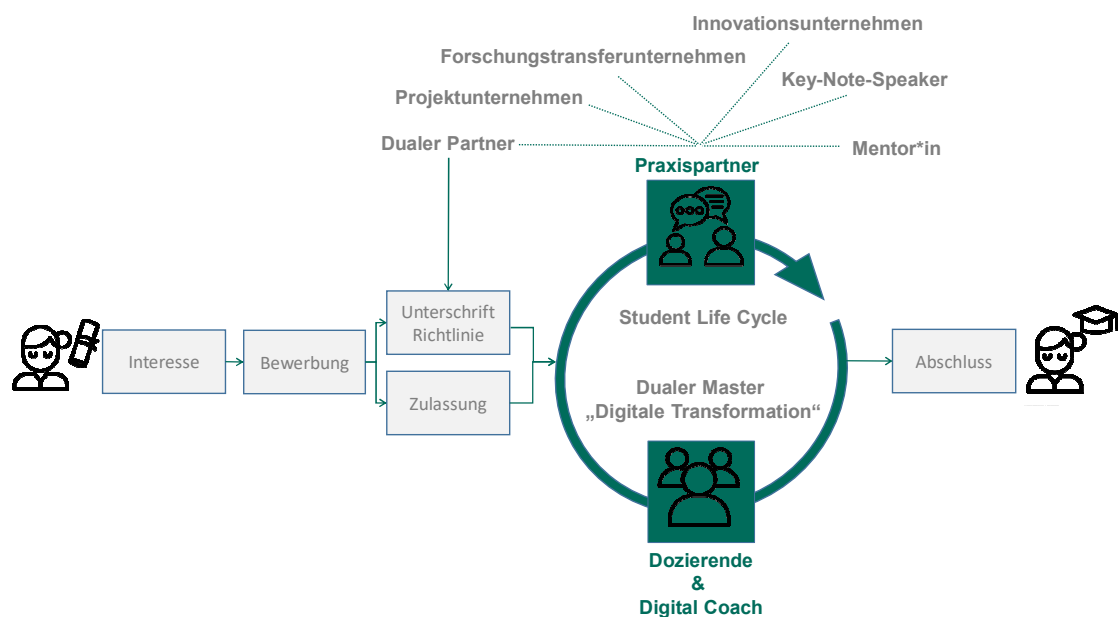 Innovationsunternehmen
Forschungstransferunternehmen
Key-Note-Speaker
Projektunternehmen
Dualer Partner
Mentor*in
Praxispartner
Unterschrift
Richtlinie
Student Life Cycle
Interesse
Bewerbung
Abschluss
Zulassung
Dualer Master
„Digitale Transformation“
Dozierende
&
Digital Coach